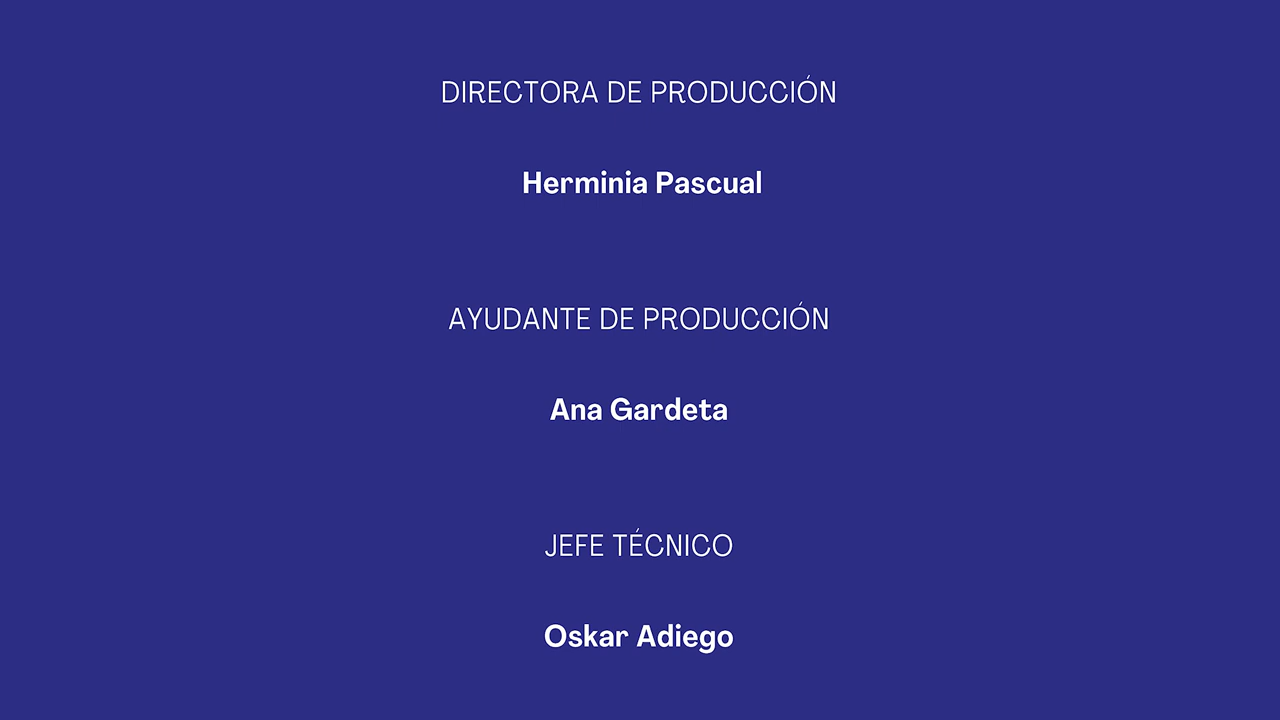 DIRECTORA DE PRODUCCIÓN
Herminia Pascual
AYUDANTE DE PRODUCCIÓN
Ana Gardeta
JEFE TÉCNICO
Oskar Adiego